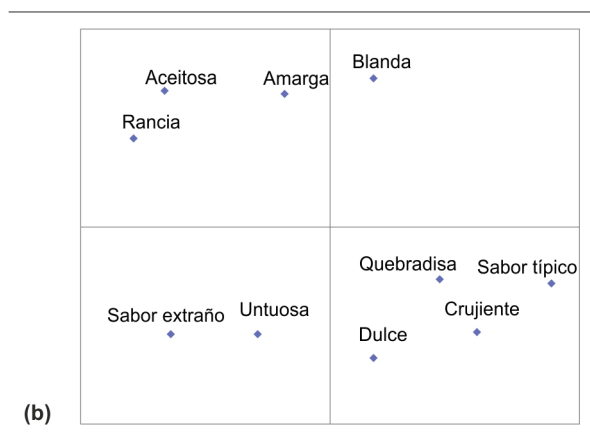 Blanda
Aceitosa
Amarga
Rancia
Quebradisa
Sabor típico
Sabor extraño
Untuosa
Crujiente
Dulce
(b)